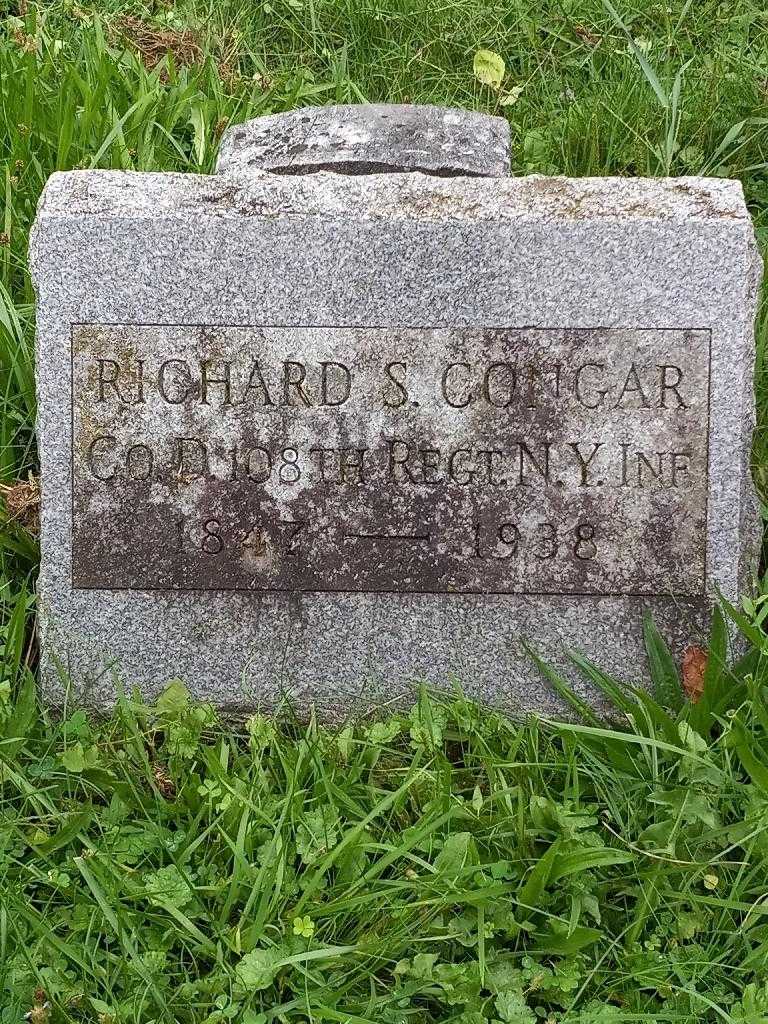 RICHARD S. CONGAR
CO. D. 108TH REGT. N.Y. INF
1847 — 1938